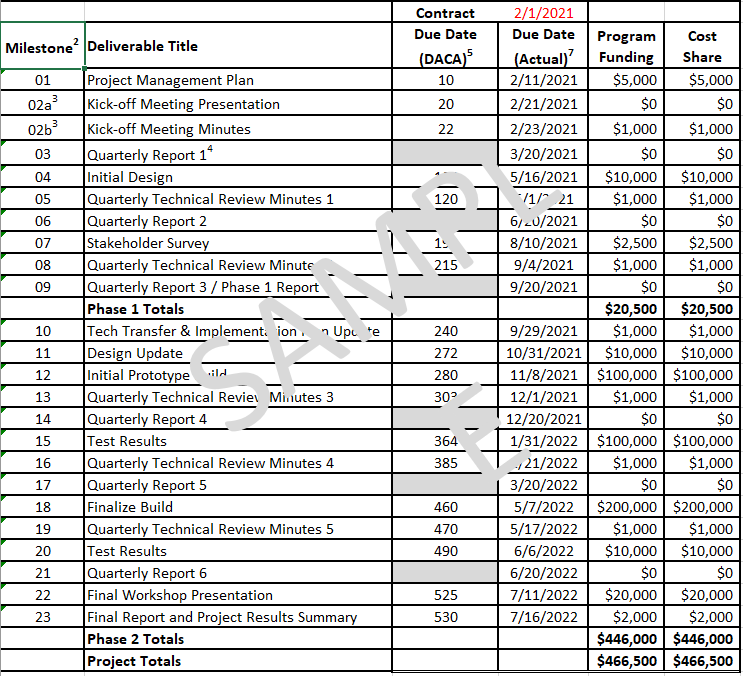 Contract 2/1/2021
Milestone² Deliverable Title Due Date (DACA)⁵ Due Date (Actual)⁷ Program Funding Cost Share
01 Project Management Plan 10 2/11/2021 $5,000 $5,000
02a³ Kick-off Meeting Presentation 20 2/21/2021 $0 $0
02b³ Kick-off Meeting Minutes 22 2/23/2021 $1,000 $1,000
03 Quarterly Report 1⁴ 3/20/2021 $0 $0
04 Initial Design 5/16/2021 $10,000 $10,000
05 Quarterly Technical Review Minutes 1 120 $1,000 $1,000
06 Quarterly Report 2 $0 $0
07 Stakeholder Survey 8/10/2021 $2,500 $2,500
08 Quarterly Technical Review 215 9/4/2021 $1,000 $1,000
09 Quarterly Report 3 / Phase 1 Report 9/20/2021 $0 $0
Phase 1 Totals $20,500 $20,500
10 Tech Transfer & 240 9/29/2021 $1,000 $1,000
11 Design Update 272 10/31/2021 $10,000 $10,000
12 Initial Prototype 280 11/8/2021 $100,000 $100,000
13 Quarterly Technical Review Minutes 3 12/1/2021 $1,000 $1,000
14 Quarterly Report 4 12/20/2021 $0 $0
15 Test Results 364 1/31/2022 $100,000 $100,000
16 Quarterly Technical Review Minutes 4 385 $1,000 $1,000
17 Quarterly Report 5 3/20/2022 $0 $0
18 Finalize Build 460 5/7/2022 $200,000 $200,000
19 Quarterly Technical Review Minutes 5 470 5/17/2022 $1,000 $1,000
20 Test Results 490 6/6/2022 $10,000 $10,000
21 Quarterly Report 6 6/20/2022 $0 $0
22 Final Workshop Presentation 525 7/11/2022 $20,000 $20,000
23 Final Report and Project Results Summary 530 7/16/2022 $2,000 $2,000
Phase 2 Totals $446,000 $446,000
Project Totals $466,500 $466,500
SAMPL
E